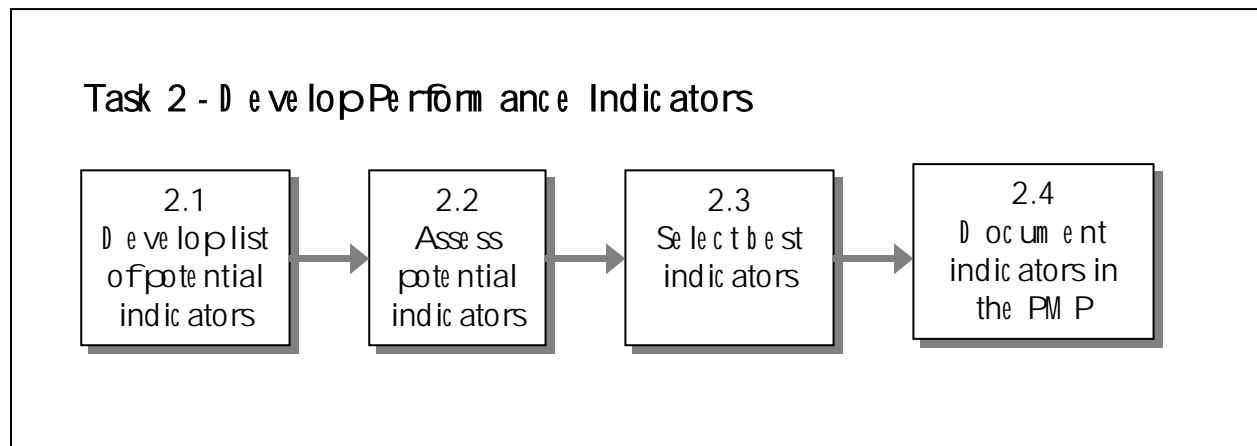 Task 2 - Develop Performance Indicators
2.1
Develop list
of potential
indicators
2.2
Assess
potential
indicators
2.3
Select best
indicators
2.4
Document
indicators in
the PMP